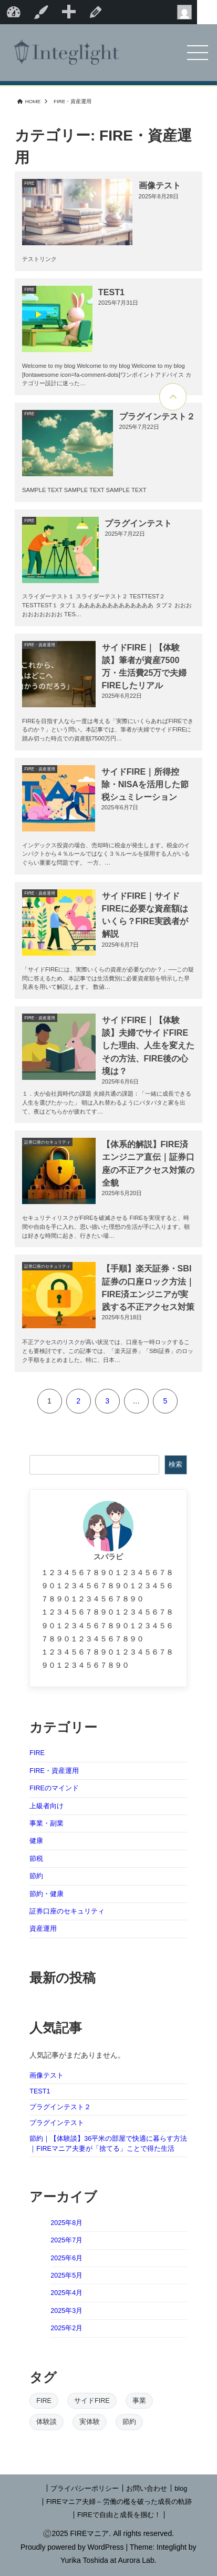 Integlight
HOME > FIRE・資産運用
カテゴリー: FIRE・資産運
用
FIRE
画像テスト
2025年8月28日
テストリンク
FIRE
TEST1
2025年7月31日
Welcome to my blog Welcome to my blog Welcome to my blog
[fontawesome icon=fa-comment-dots]ワンポイントアドバイス カ
テゴリー設計に迷った…
FIRE
プラグインテスト２
2025年7月22日
SAMPLE TEXT SAMPLE TEXT SAMPLE TEXT
FIRE
プラグインテスト
2025年7月22日
スライダーテスト１ スライダーテスト２ TESTTEST２
TESTTEST１ タブ１ ああああああああああああああ タブ２ おおお
おおおおおおお TES…
FIRE・資産運用
これから、
はどこへ
かうのだろう」
サイドFIRE｜【体験
談】筆者が資産7500
万・生活費25万で夫婦
FIREしたリアル
2025年6月22日
FIREを目指す人なら一度は考える「実際にいくらあればFIREでき
るのか？」という問い。本記事では、筆者が夫婦でサイドFIREに
踏み切った時点での資産額7500万円…
FIRE・資産運用
サイドFIRE｜所得控
除・NISAを活用した節
税シュミレーション
2025年6月7日
インデックス投資の場合、売却時に税金が発生します。税金のイ
ンパクトから４％ルールではなく３％ルールを採用する人がいる
ぐらい重要な問題です。 一方、…
FIRE・資産運用
サイドFIRE｜サイド
FIREに必要な資産額は
いくら？FIRE実践者が
解説
2025年6月7日
「サイドFIREには、実際いくらの資産が必要なのか？」──この疑
問に答えるため、本記事では生活費別に必要資産額を明示した早
見表を用いて解説します。 数値…
FIRE・資産運用
サイドFIRE｜【体験
談】夫婦でサイドFIRE
した理由、人生を変えた
その方法、FIRE後の心
境は？
2025年6月6日
１．夫が会社員時代の課題 夫婦共通の課題：「一緒に成長できる
人生を選びたかった」 朝は入れ替わるようにバタバタと家を出
て、夜はどちらかが疲れてす…
証券口座のセキュリティ
【体系的解説】FIRE済
エンジニア直伝｜証券口
座の不正アクセス対策の
全貌
2025年5月20日
セキュリティリスクがFIREを破滅させる FIREを実現すると、時
間や自由を手に入れ、思い描いた理想の生活が手に入ります。朝
は好きな時間に起き、行きたい場…
証券口座のセキュリティ
【手順】楽天証券・SBI
証券の口座ロック方法｜
FIRE済エンジニアが実
践する不正アクセス対策
2025年5月18日
不正アクセスのリスクが高い状況では、口座を一時ロックするこ
とも要検討です。この記事では、「楽天証券」「SBI証券」のロッ
ク手順をまとめました。特に、日本…
1 2 3 … 5
検索
スパラピ
１２３４５６７８９０１２３４５６７８
９０１２３４５６７８９０１２３４５６
７８９０１２３４５６７８９０
１２３４５６７８９０１２３４５６７８
９０１２３４５６７８９０１２３４５６
７８９０１２３４５６７８９０
１２３４５６７８９０１２３４５６７８
９０１２３４５６７８９０
カテゴリー
FIRE
FIRE・資産運用
FIREのマインド
上級者向け
事業・副業
健康
節税
節約
節約・健康
証券口座のセキュリティ
資産運用
最新の投稿
人気記事
人気記事がまだありません。
画像テスト
TEST1
プラグインテスト２
プラグインテスト
節約｜【体験談】36平米の部屋で快適に暮らす方法
｜FIREマニア夫妻が「捨てる」ことで得た生活
アーカイブ
2025年8月
2025年7月
2025年6月
2025年5月
2025年4月
2025年3月
2025年2月
タグ
FIRE サイドFIRE 事業
体験談 実体験 節約
| プライバシーポリシー | お問い合わせ | blog
| FIREマニア夫婦 – 労働の檻を破った成長の軌跡
| FIREで自由と成長を掴む！ |
©2025 FIREマニア. All rights reserved.
Proudly powered by WordPress | Theme: Integlight by
Yurika Toshida at Aurora Lab.